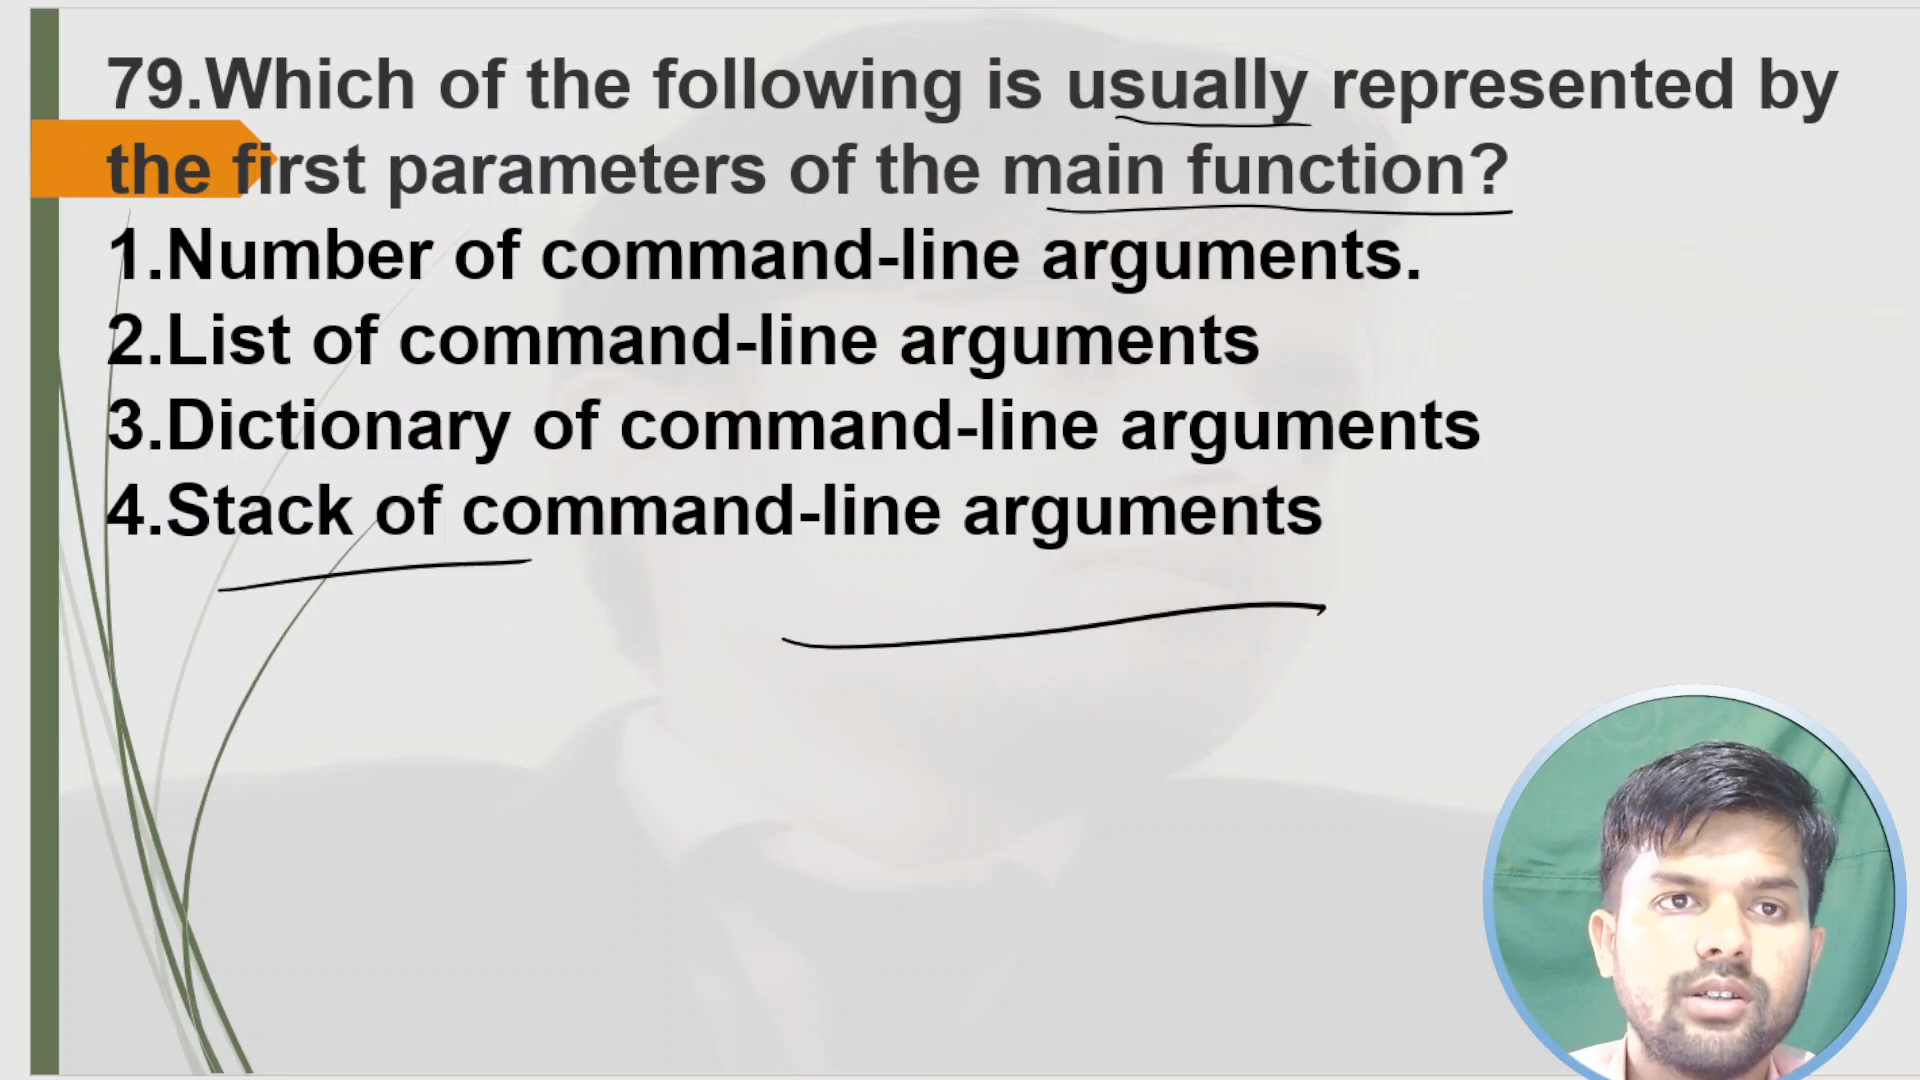 79.Which of the following is usually represented by
the first parameters of the main function?
1.Number of command-line arguments.
2.List of command-line arguments
3.Dictionary of command-line arguments
4.Stack of command-line arguments